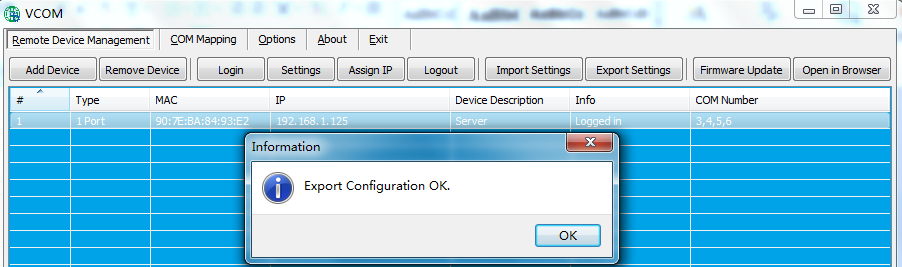 VCOM
Remote Device Management COM Mapping Options About Exit
Add Device Remove Device Login Settings Assign IP Logout Import Settings Export Settings Firmware Update Open in Browser
# Type MAC IP Device Description Info COM Number
1 1 Port 90:7E:BA:84:93:E2 192.168.1.125 Server Logged in 3,4,5,6
Information
Export Configuration OK.
OK